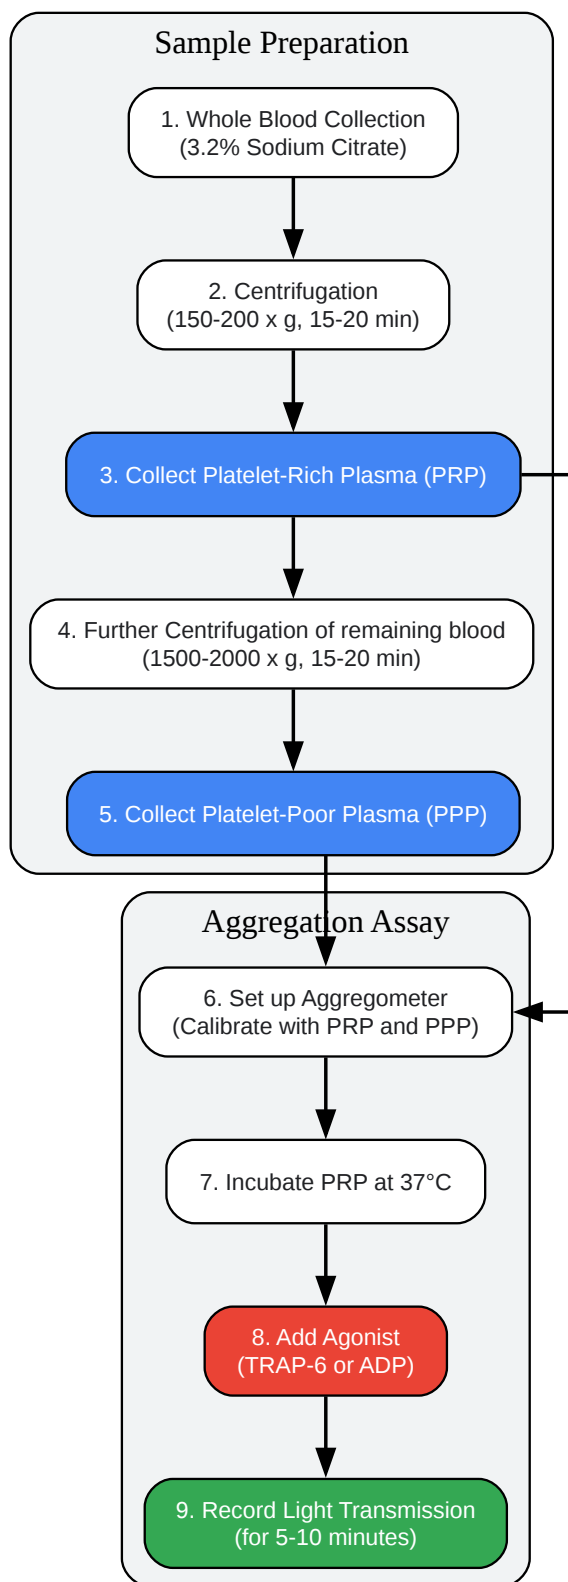 Sample Preparation
1. Whole Blood Collection
(3.2% Sodium Citrate)
2. Centrifugation
(150-200 x g, 15-20 min)
3. Collect Platelet-Rich Plasma (PRP)
4. Further Centrifugation of remaining blood
(1500-2000 x g, 15-20 min)
5. Collect Platelet-Poor Plasma (PPP)
Aggregation Assay
6. Set up Aggregometer
(Calibrate with PRP and PPP)
7. Incubate PRP at 37°C
8. Add Agonist
(TRAP-6 or ADP)
9. Record Light Transmission
(for 5-10 minutes)